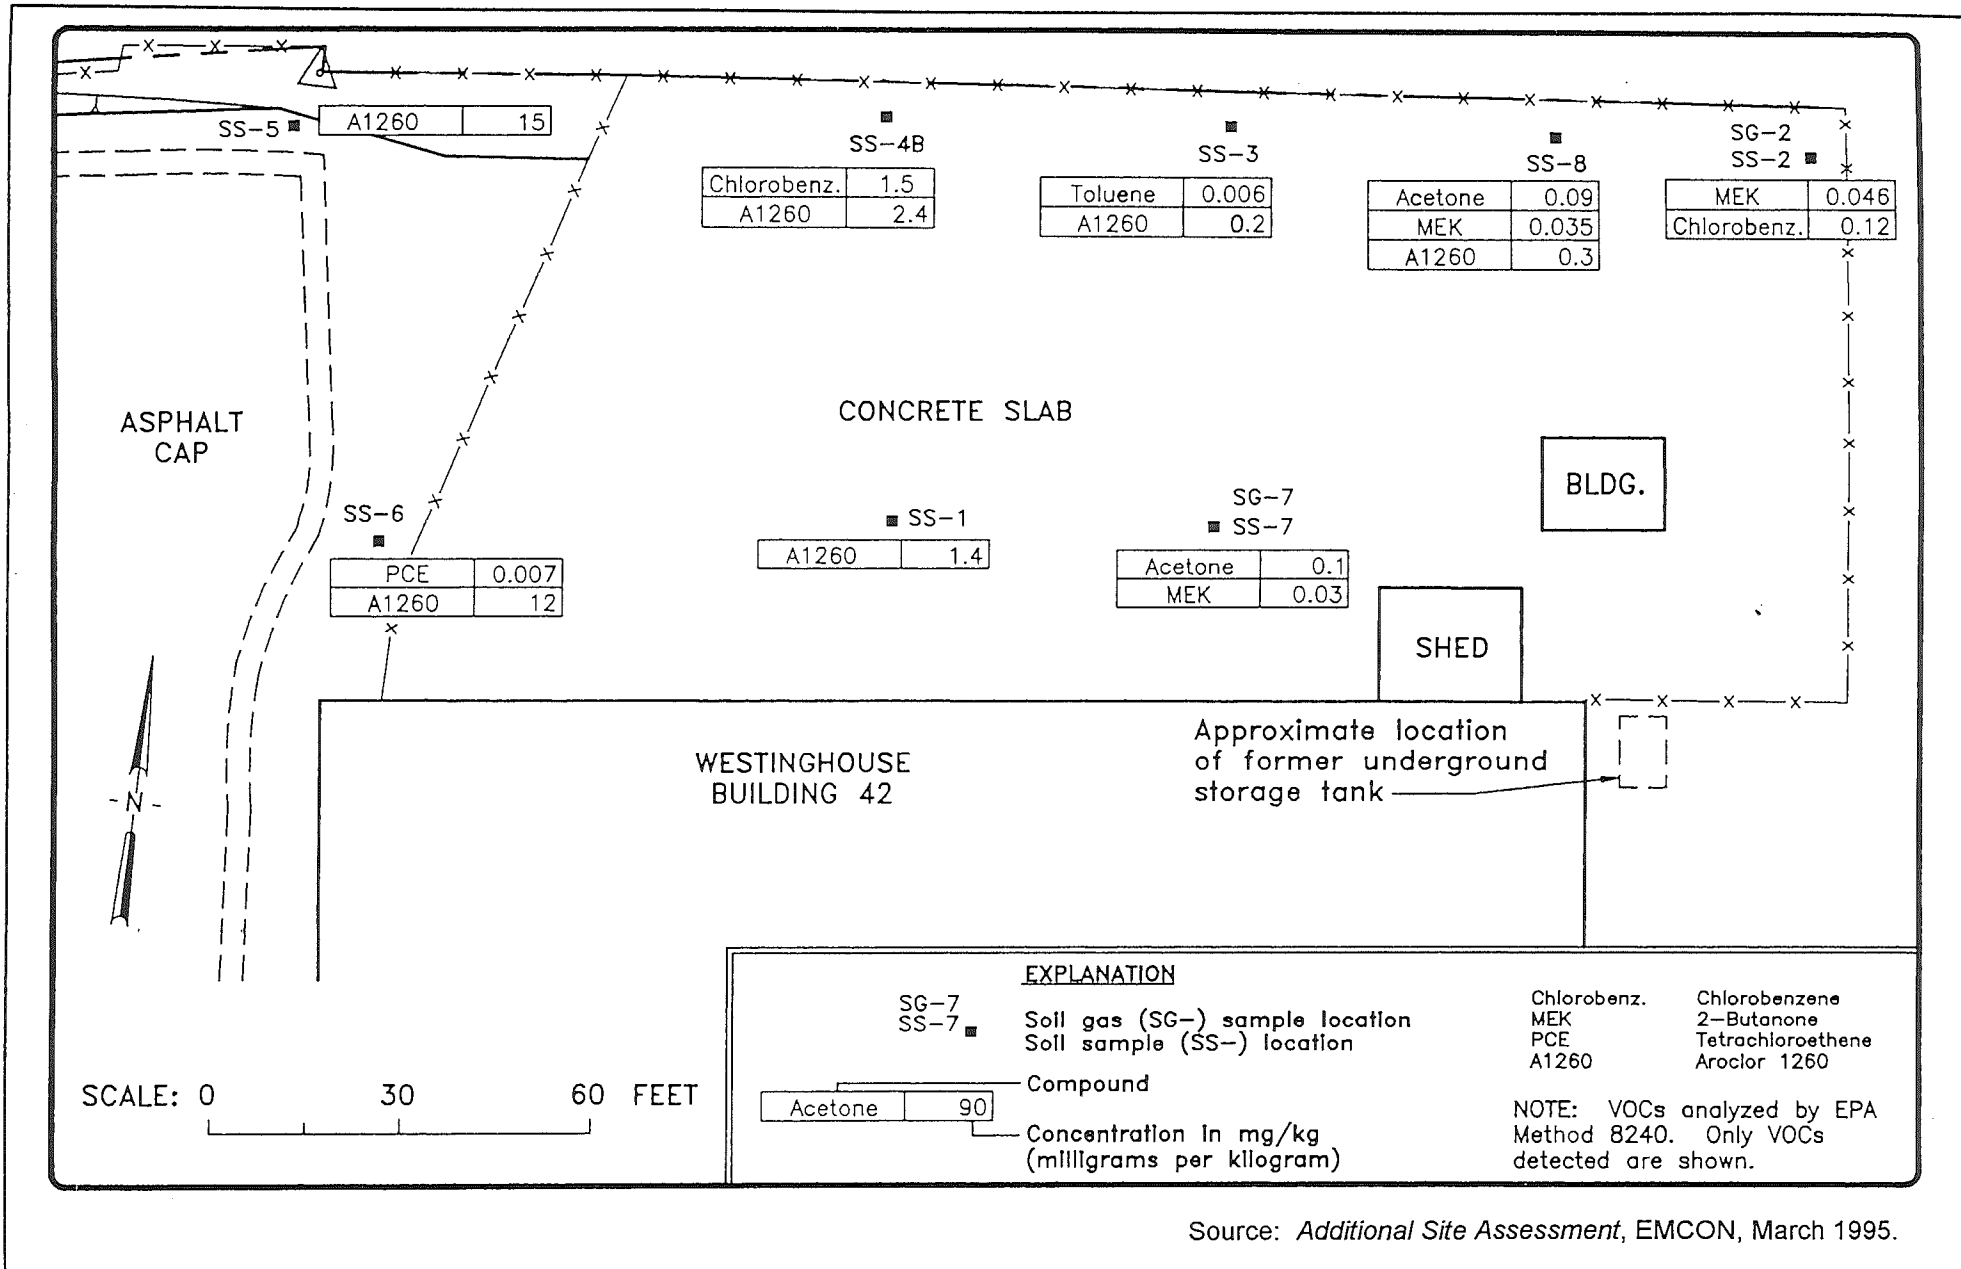 SS-5
A1260 15
SS-4B
Chlorobenz. 1.5
A1260 2.4
SS-3
Toluene 0.006
A1260 0.2
SS-8
Acetone 0.09
MEK 0.035
A1260 0.3
SG-2
SS-2
MEK 0.046
Chlorobenz. 0.12
ASPHALT
CAP
CONCRETE SLAB
BLDG.
SS-6
PCE 0.007
A1260 12
SS-1
A1260 1.4
SG-7
SS-7
Acetone 0.1
MEK 0.03
SHED
WESTINGHOUSE
BUILDING 42
Approximate location
of former underground
storage tank
-N-
SCALE: 0 30 60 FEET
EXPLANATION
SG-7
SS-7
Soil gas (SG-) sample location
Soil sample (SS-) location
Compound
Acetone 90
Concentration in mg/kg
(milligrams per kilogram)
Chlorobenz. Chlorobenzene
MEK 2-Butanone
PCE Tetrachloroethene
A1260 Aroclor 1260
NOTE: VOCs analyzed by EPA
Method 8240. Only VOCs
detected are shown.
Source: Additional Site Assessment, EMCON, March 1995.